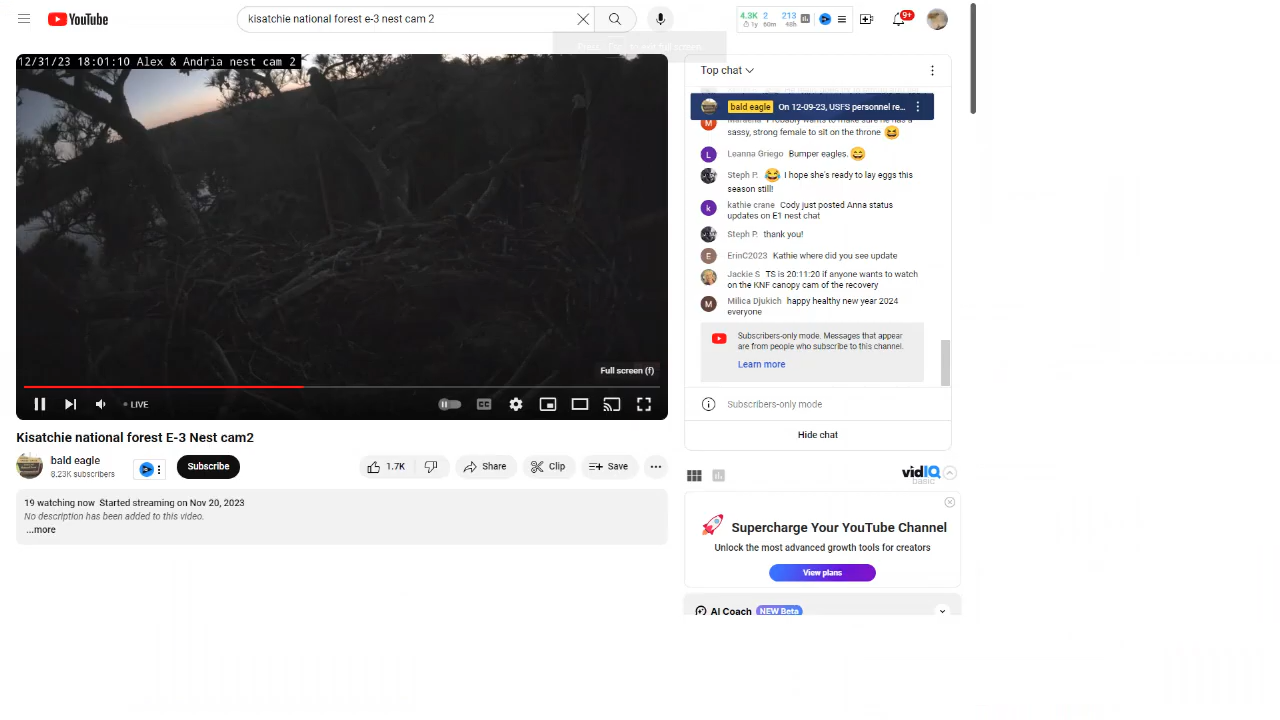 YouTube
kisatchie national forest e-3 nest cam 2
4.3K 2 213
1y 60m 48h
9+
12/31/23 18:01:10 Alex & Andria nest cam 2
Full screen (f)
LIVE
Kisatchie national forest E-3 Nest cam2
bald eagle
8.23K subscribers
Subscribe
1.7K
Share
Clip
Save
19 watching now Started streaming on Nov 20, 2023
No description has been added to this video.
...more
Top chat
bald eagle On 12-09-23, USFS personnel re...
Probably wants to make sure he has a
sassy, strong female to sit on the throne
Leanna Griego Bumper eagles.
Steph P. I hope she's ready to lay eggs this
season still!
kathie crane Cody just posted Anna status
updates on E1 nest chat
Steph P. thank you!
ErinC2023 Kathie where did you see update
Jackie S TS is 20:11:20 if anyone wants to watch
on the KNF canopy cam of the recovery
Milica Djukich happy healthy new year 2024
everyone
Subscribers-only mode. Messages that appear
are from people who subscribe to this channel.
Learn more
Subscribers-only mode
Hide chat
vidIQ
basic
Supercharge Your YouTube Channel
Unlock the most advanced growth tools for creators
View plans
AI Coach NEW Beta